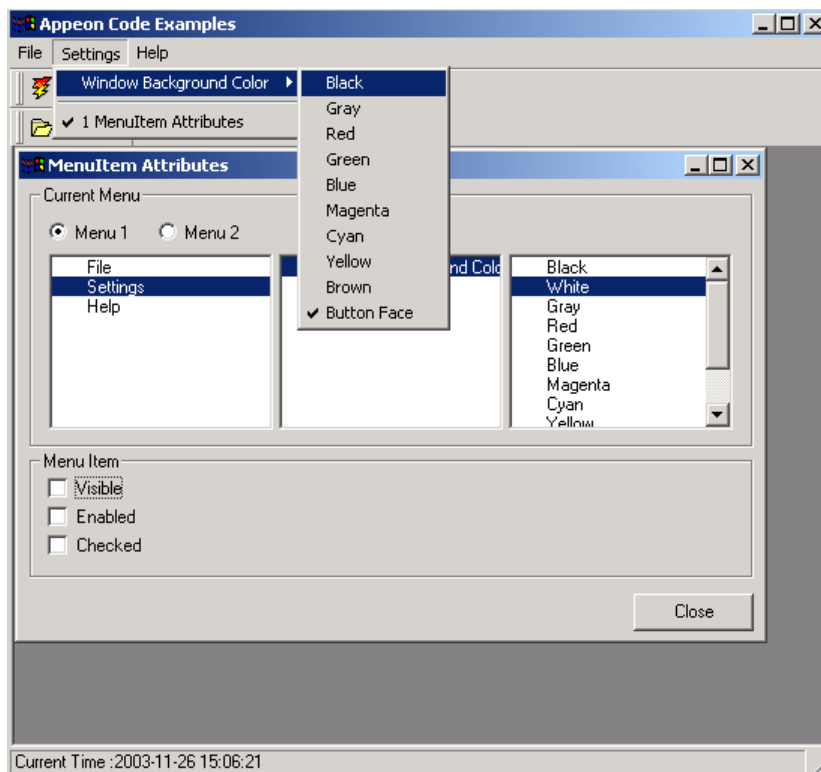 Appeon Code Examples
File Settings Help
Window Background Color
1 MenuItem Attributes
Black
Gray
Red
Green
Blue
Magenta
Cyan
Yellow
Brown
Button Face
MenuItem Attributes
Current Menu
Menu 1 Menu 2
File
Settings
Help
Black
White
Gray
Red
Green
Blue
Magenta
Cyan
Yellow
Menu Item
Visible
Enabled
Checked
Close
Current Time :2003-11-26 15:06:21